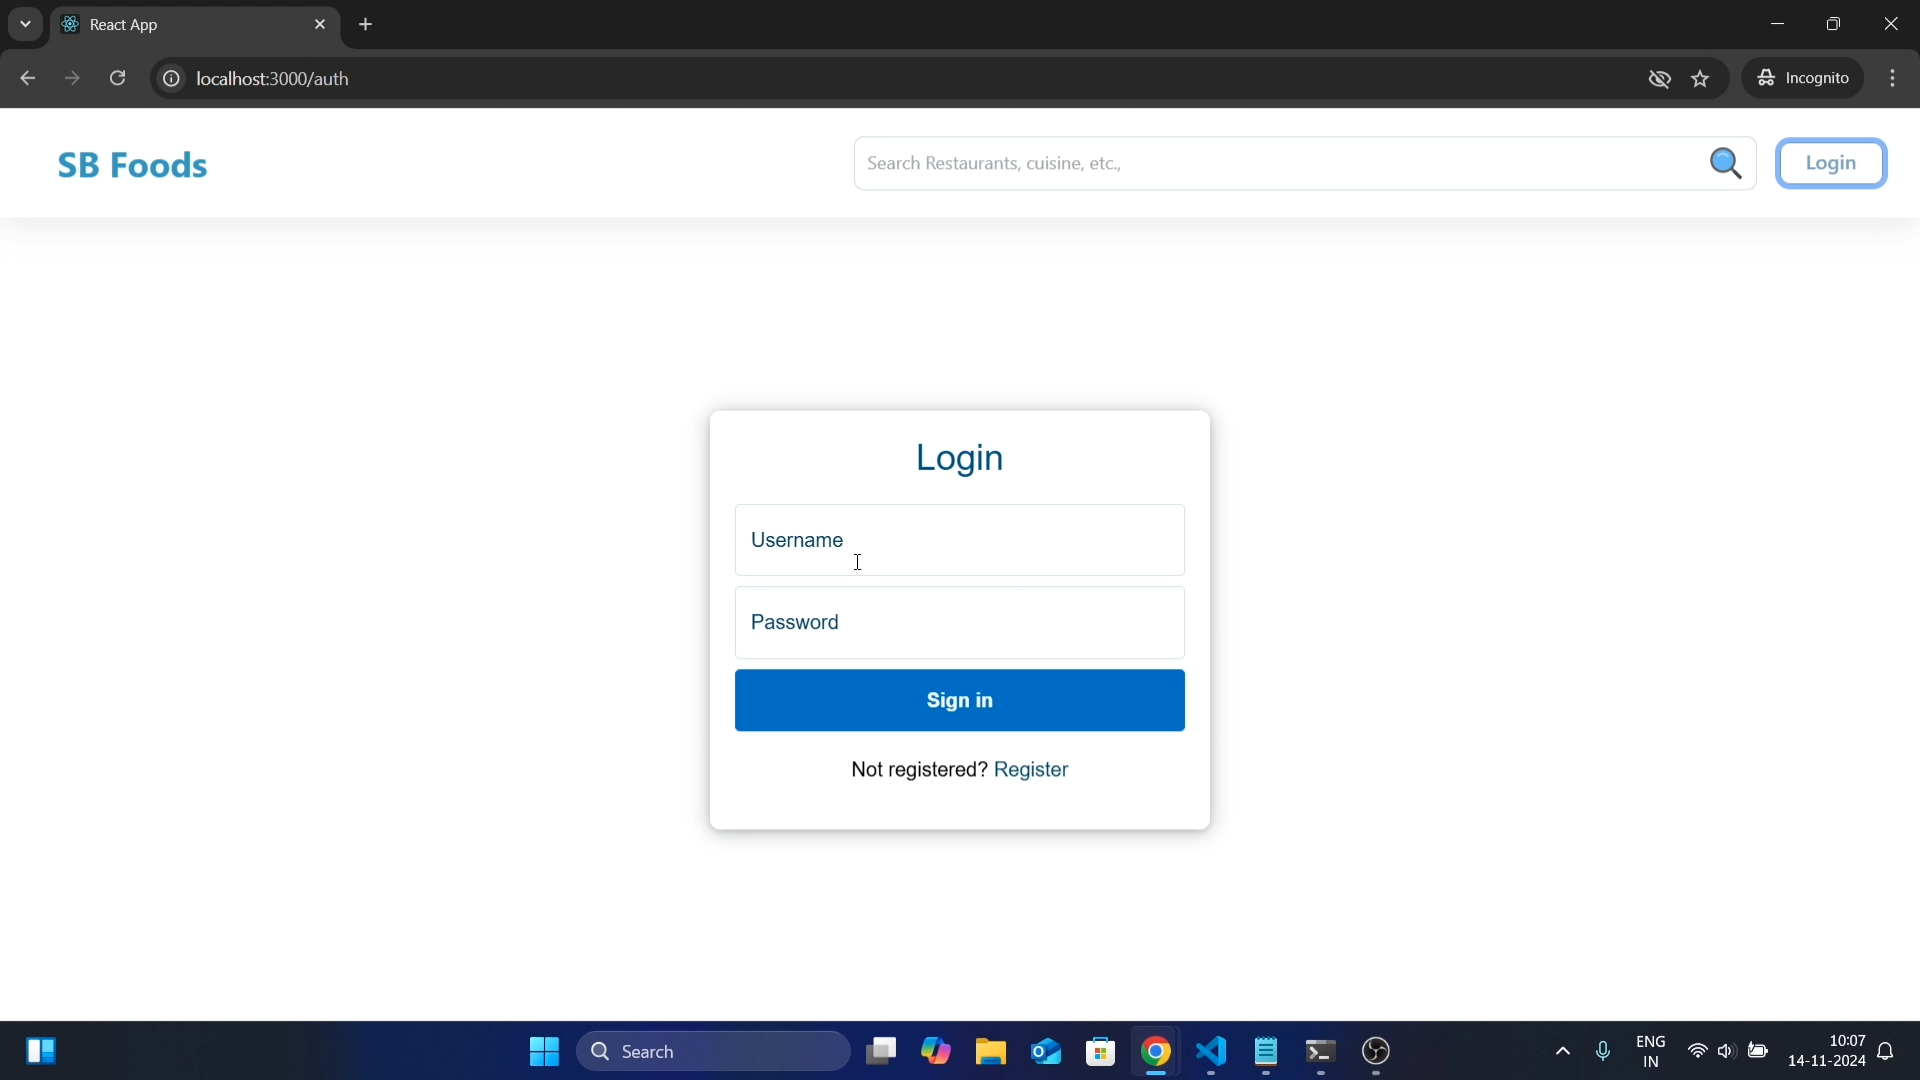 React App
localhost:3000/auth
Incognito
SB Foods
Search Restaurants, cuisine, etc.,
Login
Login
Username
Password
Sign in
Not registered? Register
Search
ENG
IN
10:07
14-11-2024